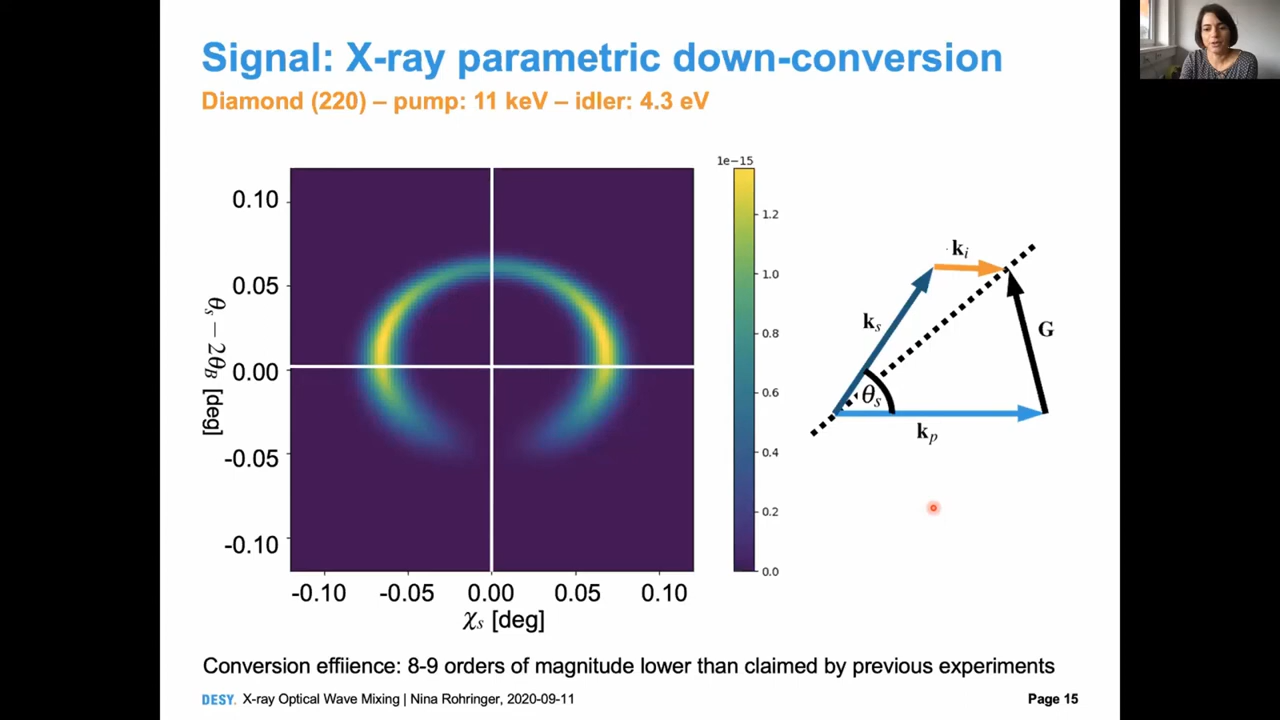 Signal: X-ray parametric down-conversion
Diamond (220) – pump: 11 keV – idler: 4.3 eV
1e−15
0.10
0.05
0.00
-0.05
-0.10
θs − 2θB [deg]
-0.10 -0.05 0.00 0.05 0.10
χs [deg]
1.2
1.0
0.8
0.6
0.4
0.2
0.0
ki
ks
G
θs
kp
Conversion effiience: 8-9 orders of magnitude lower than claimed by previous experiments
DESY. X-ray Optical Wave Mixing | Nina Rohringer, 2020-09-11
Page 15